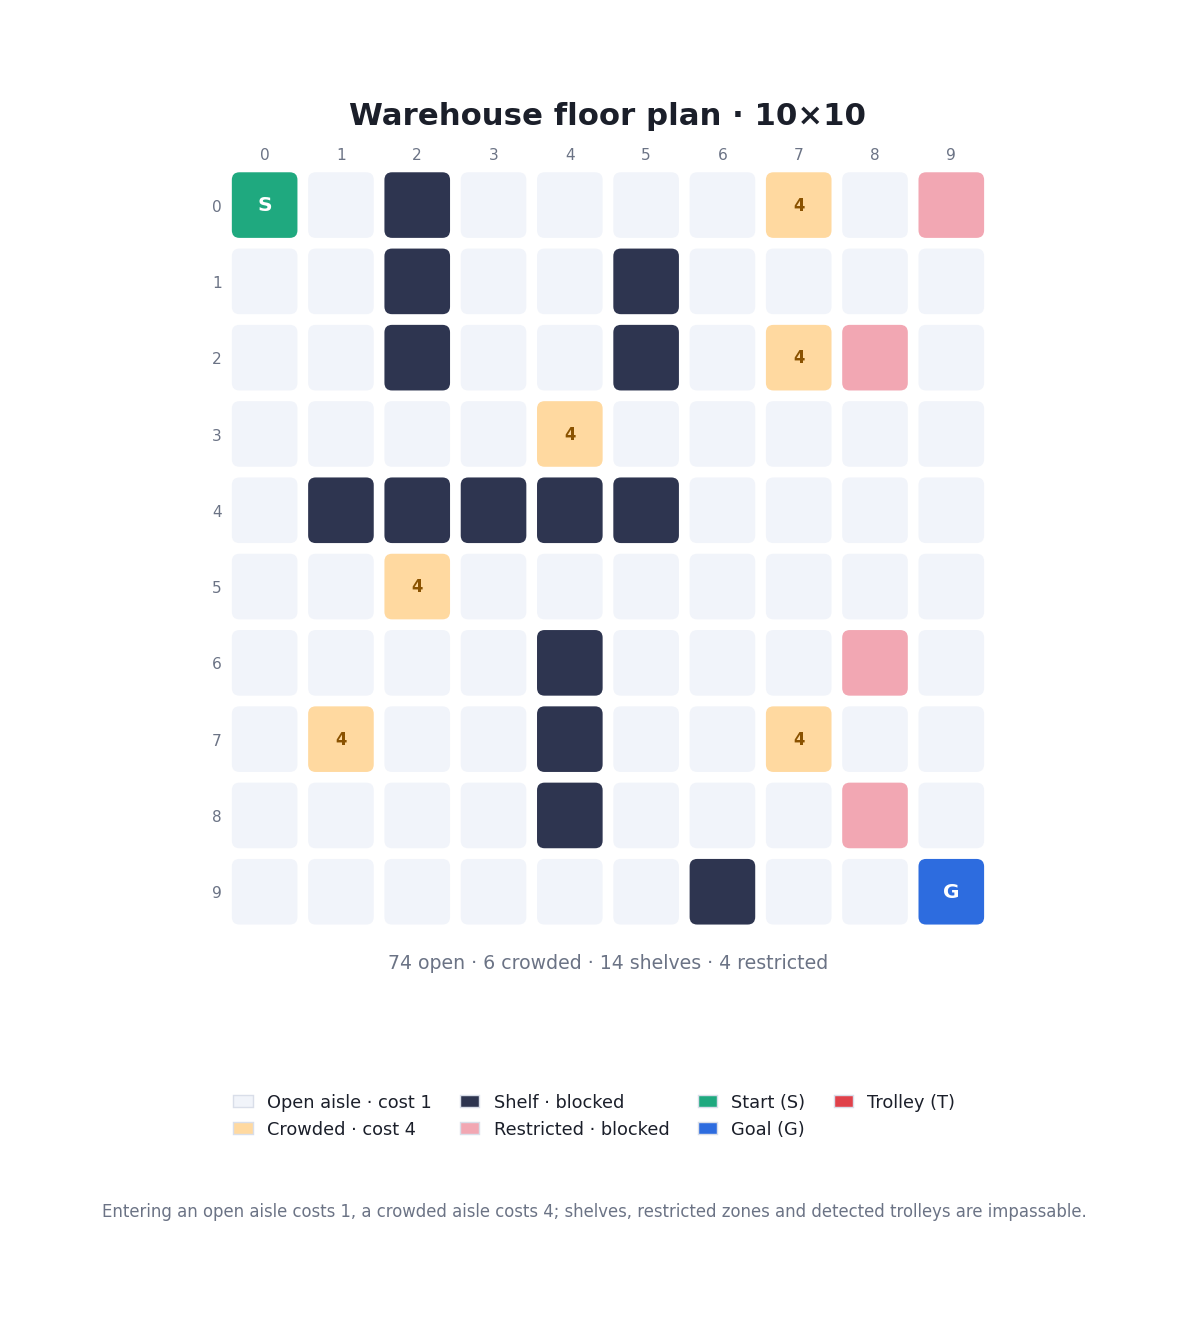 Warehouse floor plan · 10×10
0 1 2 3 4 5 6 7 8 9
0 S 4
1
2 4
3 4
4
5 4
6
7 4 4
8
9 G
74 open · 6 crowded · 14 shelves · 4 restricted
Open aisle · cost 1 Shelf · blocked Start (S) Trolley (T)
Crowded · cost 4 Restricted · blocked Goal (G)
Entering an open aisle costs 1, a crowded aisle costs 4; shelves, restricted zones and detected trolleys are impassable.